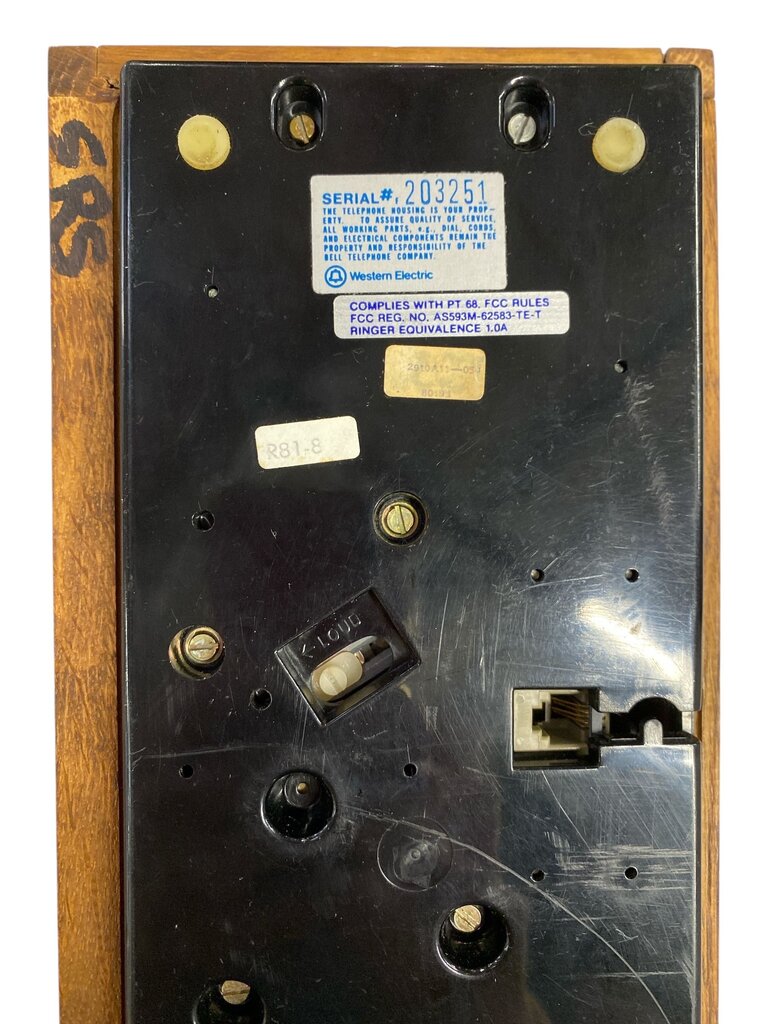 SRS
SERIAL#, 203251
THE TELEPHONE HOUSING IS YOUR PROP-
ERTY. TO ASSURE QUALITY OF SERVICE,
ALL WORKING PARTS, e.g., DIAL, CORDS,
AND ELECTRICAL COMPONENTS REMAIN THE
PROPERTY AND RESPONSIBILITY OF THE
BELL TELEPHONE COMPANY.
Western Electric
COMPLIES WITH PT 68, FCC RULES
FCC REG. NO. AS593M-62583-TE-T
RINGER EQUIVALENCE 1.0A
80193
R81-8
<-LOUD